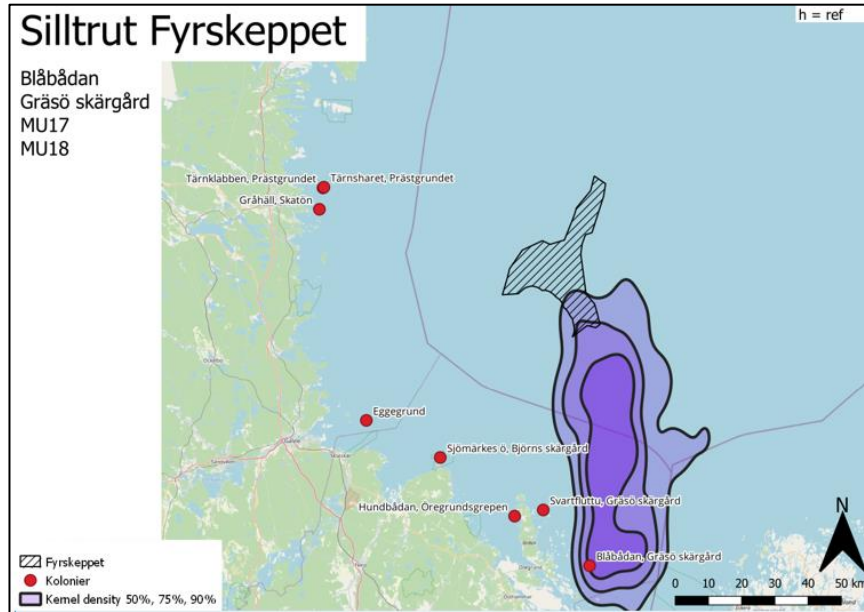 Silltrut Fyrskeppet
h = ref
Blåbådan
Gräsö skärgård
MU17
MU18
Tärnklabben, Prästgrundet
Tärnsharet, Prästgrundet
Gråhäll, Skatön
Eggegrund
Sjömärkes ö, Björns skärgård
Hundbådan, Öregrundsgrepen
Svartfluttu, Gräsö skärgård
Blåbådan, Gräsö skärgård
N
Fyrskeppet
Kolonier
Kernel density 50%, 75%, 90%
0 10 20 30 40 50 km